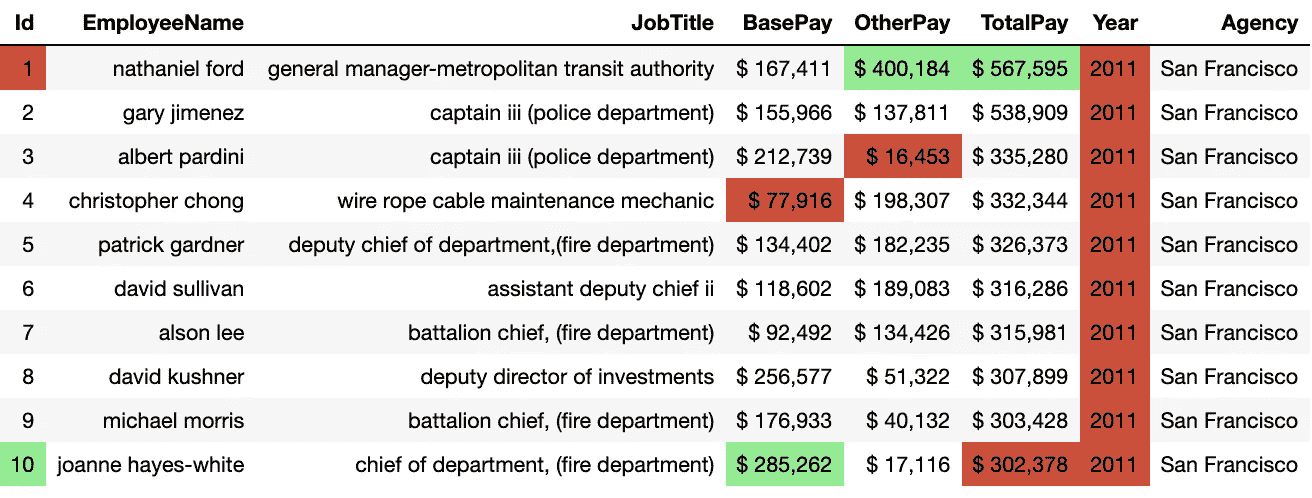 Id EmployeeName JobTitle BasePay OtherPay TotalPay Year Agency
1 nathaniel ford general manager-metropolitan transit authority $ 167,411 $ 400,184 $ 567,595 2011 San Francisco
2 gary jimenez captain iii (police department) $ 155,966 $ 137,811 $ 538,909 2011 San Francisco
3 albert pardini captain iii (police department) $ 212,739 $ 16,453 $ 335,280 2011 San Francisco
4 christopher chong wire rope cable maintenance mechanic $ 77,916 $ 198,307 $ 332,344 2011 San Francisco
5 patrick gardner deputy chief of department,(fire department) $ 134,402 $ 182,235 $ 326,373 2011 San Francisco
6 david sullivan assistant deputy chief ii $ 118,602 $ 189,083 $ 316,286 2011 San Francisco
7 alson lee battalion chief, (fire department) $ 92,492 $ 134,426 $ 315,981 2011 San Francisco
8 david kushner deputy director of investments $ 256,577 $ 51,322 $ 307,899 2011 San Francisco
9 michael morris battalion chief, (fire department) $ 176,933 $ 40,132 $ 303,428 2011 San Francisco
10 joanne hayes-white chief of department, (fire department) $ 285,262 $ 17,116 $ 302,378 2011 San Francisco